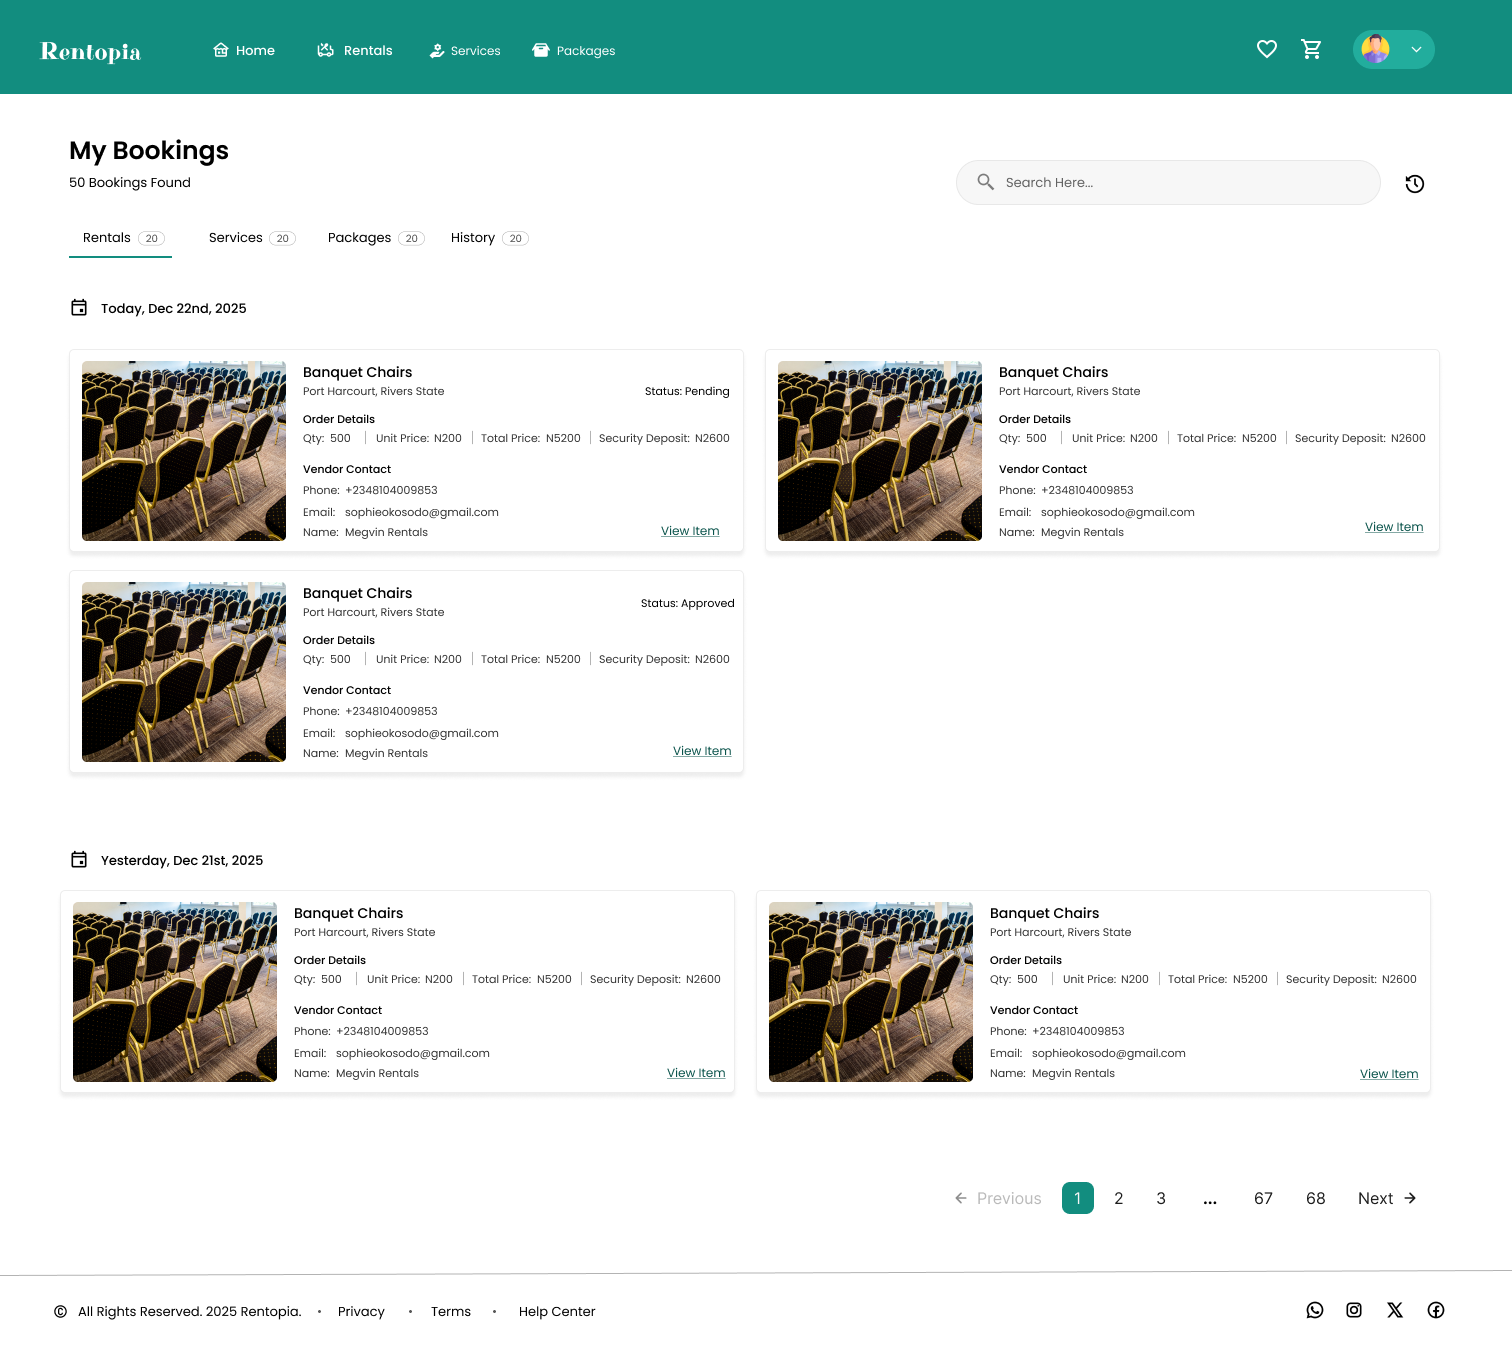 Rentopia
Home
Rentals
Services
Packages
My Bookings
50 Bookings Found
Search Here...
Rentals 20
Services 20
Packages 20
History 20
Today, Dec 22nd, 2025
Banquet Chairs
Port Harcourt, Rivers State
Status: Pending
Order Details
Qty: 500 | Unit Price: N200 | Total Price: N5200 | Security Deposit: N2600
Vendor Contact
Phone: +2348104009853
Email: sophieokosodo@gmail.com
Name: Megvin Rentals
View Item
Banquet Chairs
Port Harcourt, Rivers State
Order Details
Qty: 500 | Unit Price: N200 | Total Price: N5200 | Security Deposit: N2600
Vendor Contact
Phone: +2348104009853
Email: sophieokosodo@gmail.com
Name: Megvin Rentals
View Item
Banquet Chairs
Port Harcourt, Rivers State
Status: Approved
Order Details
Qty: 500 | Unit Price: N200 | Total Price: N5200 | Security Deposit: N2600
Vendor Contact
Phone: +2348104009853
Email: sophieokosodo@gmail.com
Name: Megvin Rentals
View Item
Yesterday, Dec 21st, 2025
Banquet Chairs
Port Harcourt, Rivers State
Order Details
Qty: 500 | Unit Price: N200 | Total Price: N5200 | Security Deposit: N2600
Vendor Contact
Phone: +2348104009853
Email: sophieokosodo@gmail.com
Name: Megvin Rentals
View Item
Banquet Chairs
Port Harcourt, Rivers State
Order Details
Qty: 500 | Unit Price: N200 | Total Price: N5200 | Security Deposit: N2600
Vendor Contact
Phone: +2348104009853
Email: sophieokosodo@gmail.com
Name: Megvin Rentals
View Item
← Previous 1 2 3 ... 67 68 Next →
© All Rights Reserved. 2025 Rentopia. • Privacy • Terms • Help Center